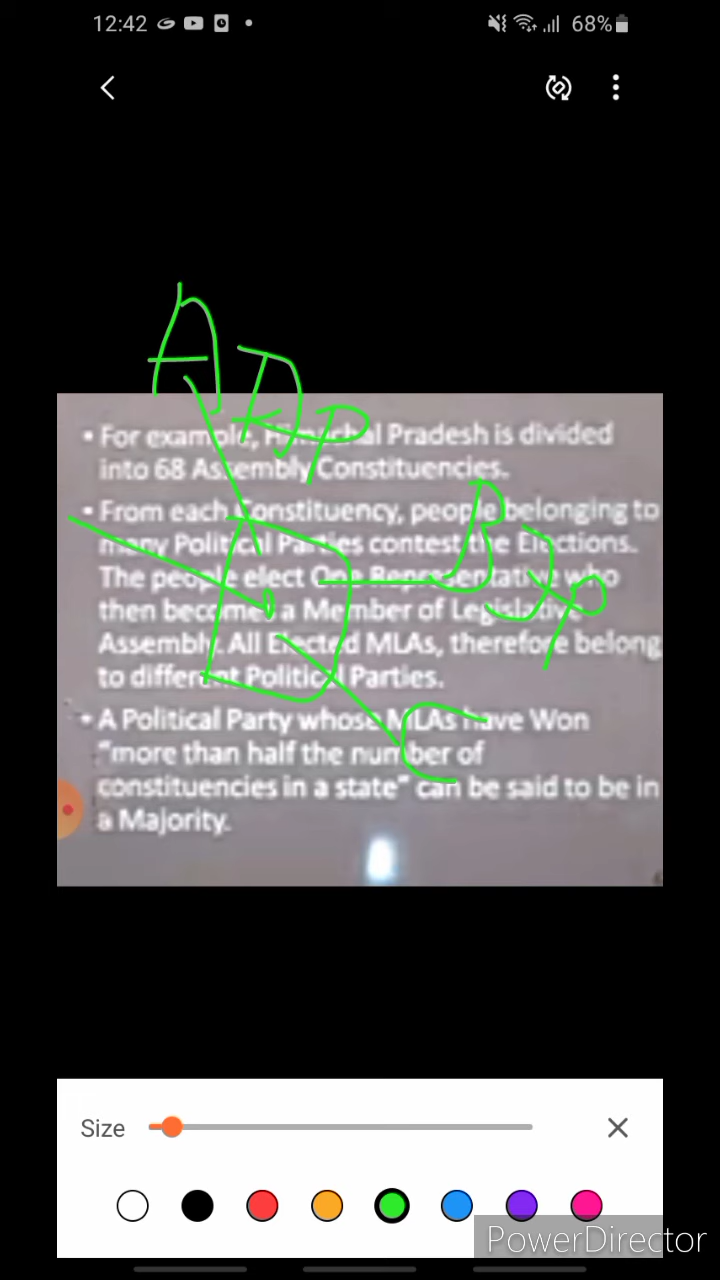 12:42
68%
• For example, Himachal Pradesh is divided
into 68 Assembly Constituencies.
• From each Constituency, people belonging to
many Political Parties contest the Elections.
The people elect One Representative who
then becomes a Member of Legislative
Assembly. All Elected MLAs, therefore belong
to different Political Parties.
• A Political Party whose MLAs have Won
"more than half the number of
constituencies in a state" can be said to be in
a Majority.
B
C
Size
PowerDirector